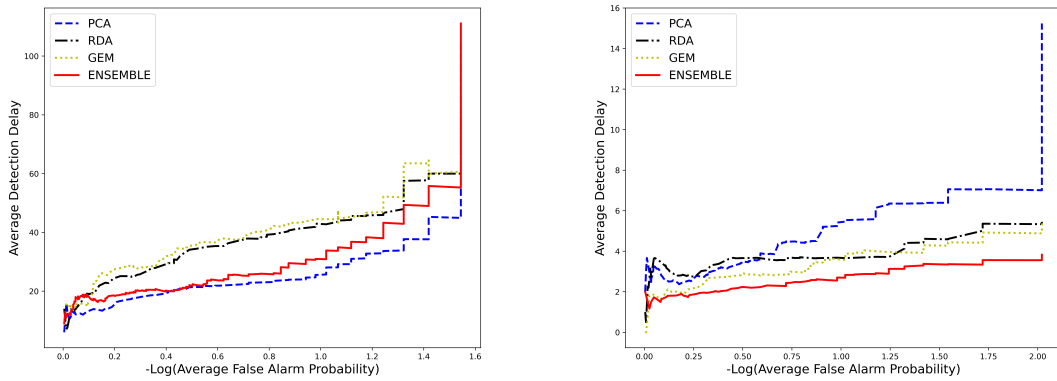 PCA
RDA
GEM
ENSEMBLE
Average Detection Delay
100
80
60
40
20
0.0 0.2 0.4 0.6 0.8 1.0 1.2 1.4 1.6
-Log(Average False Alarm Probability)
PCA
RDA
GEM
ENSEMBLE
Average Detection Delay
16
14
12
10
8
6
4
2
0
0.00 0.25 0.50 0.75 1.00 1.25 1.50 1.75 2.00
-Log(Average False Alarm Probability)